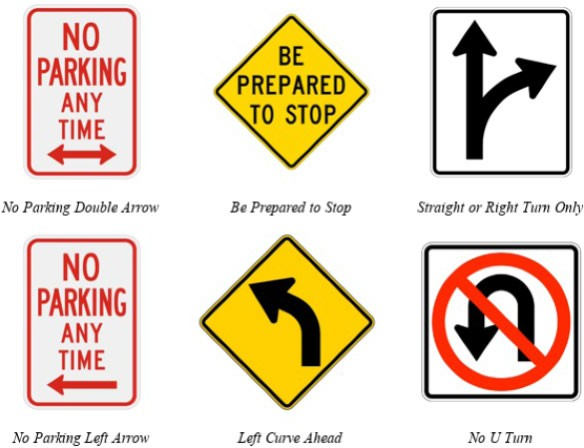 NO
PARKING
ANY
TIME
BE
PREPARED
TO STOP
No Parking Double Arrow
Be Prepared to Stop
Straight or Right Turn Only
NO
PARKING
ANY
TIME
No Parking Left Arrow
Left Curve Ahead
No U Turn